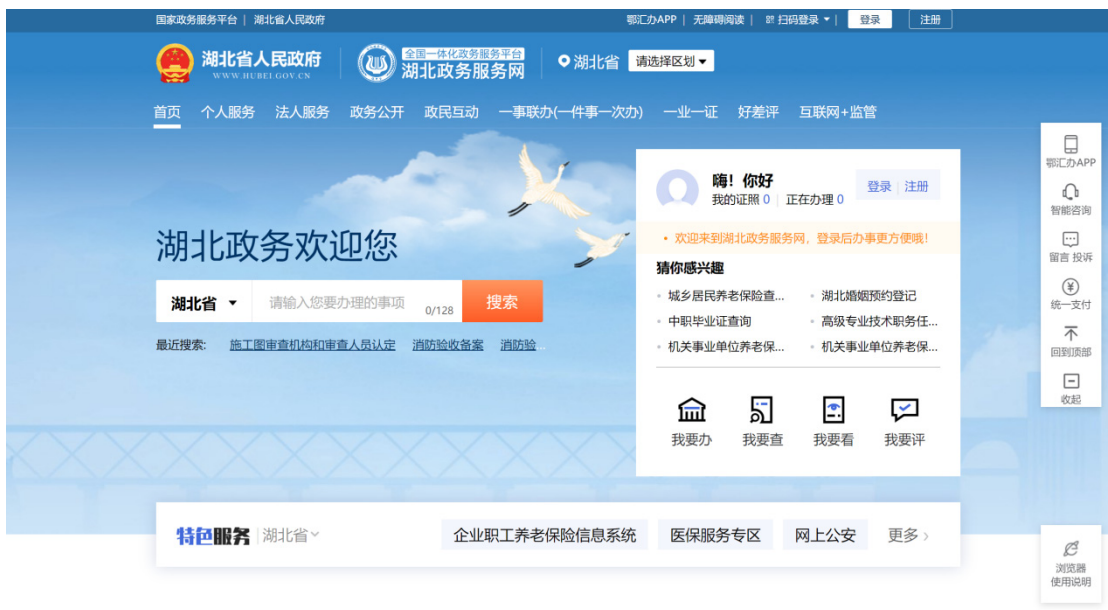 国家政务服务平台 | 湖北省人民政府
鄂汇办APP | 无障碍阅读 | 扫码登录 | 登录 注册
湖北省人民政府
WWW.HUBEI.GOV.CN
全国一体化政务服务平台
湖北政务服务网
湖北省 请选择区划
首页 个人服务 法人服务 政务公开 政民互动 一事联办(一件事一次办) 一业一证 好差评 互联网+监管
湖北政务欢迎您
湖北省 请输入您要办理的事项 0/128 搜索
最近搜索: 施工图审查机构和审查人员认定 消防验收备案 消防验...
嗨！你好
我的证照 0 | 正在办理 0
登录 | 注册
• 欢迎来到湖北政务服务网，登录后办事更方便哦!
猜你感兴趣
城乡居民养老保险查... 湖北婚姻预约登记
中职毕业证查询 高级专业技术职务任...
机关事业单位养老保... 机关事业单位养老保...
我要办 我要查 我要看 我要评
鄂汇办APP
智能咨询
留言 投诉
统一支付
回到顶部
收起
特色服务 | 湖北省 企业职工养老保险信息系统 医保服务专区 网上公安 更多 ›
浏览器
使用说明